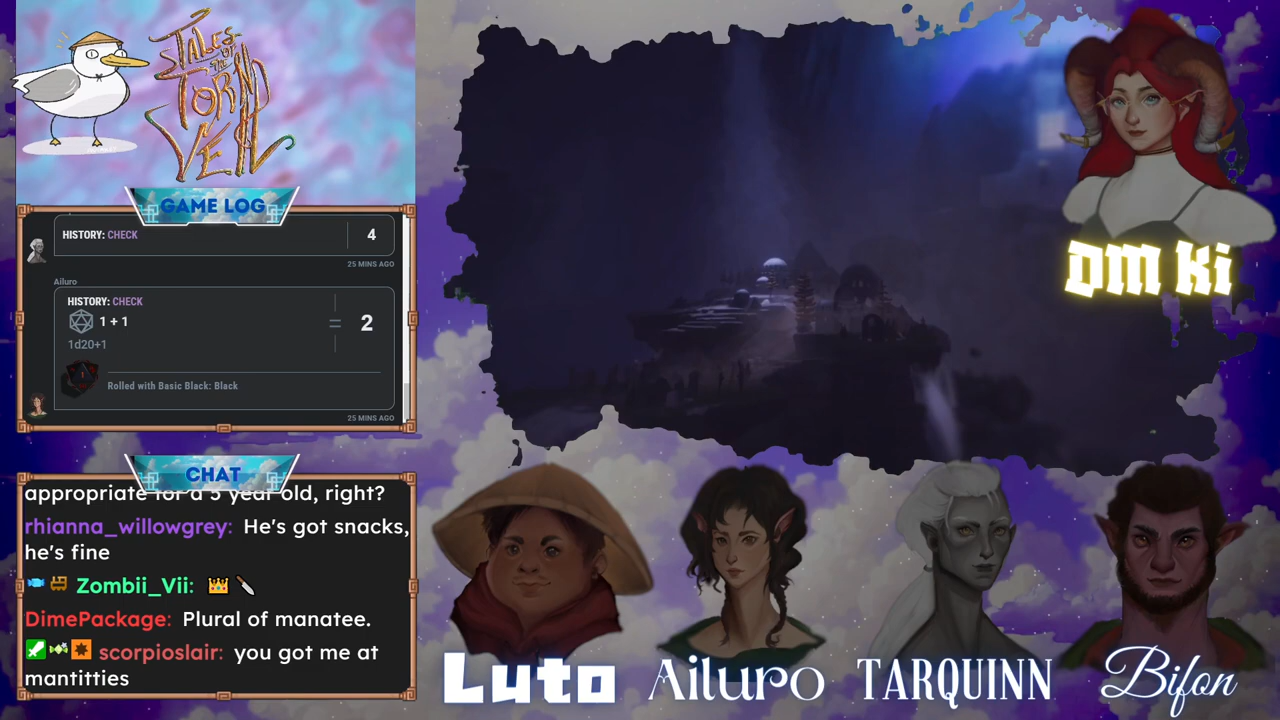 TALES
OF
THE
TORN
VEIL
GAME LOG
HISTORY: CHECK
4
25 MINS AGO
Ailuro
HISTORY: CHECK
1 + 1
=
2
1d20+1
Rolled with Basic Black: Black
25 MINS AGO
CHAT
appropriate for a 5 year old, right?
rhianna_willowgrey: He's got snacks,
he's fine
Zombii_Vii:
DimePackage: Plural of manatee.
scorpioslair: you got me at
mantitties
DM Ki
Luto
Ailuro
TARQUINN
Bifon